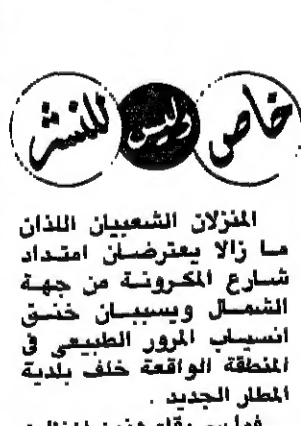 خاص وليس للنشر
المنزلان الشعبيان اللذان
ما زالا يعترضان امتداد
شارع المكرونة من جهة
الشمال ويسببان خنق
انسياب المرور الطبيعي في
المنطقة الواقعة خلف بلدية
المطار الجديد .